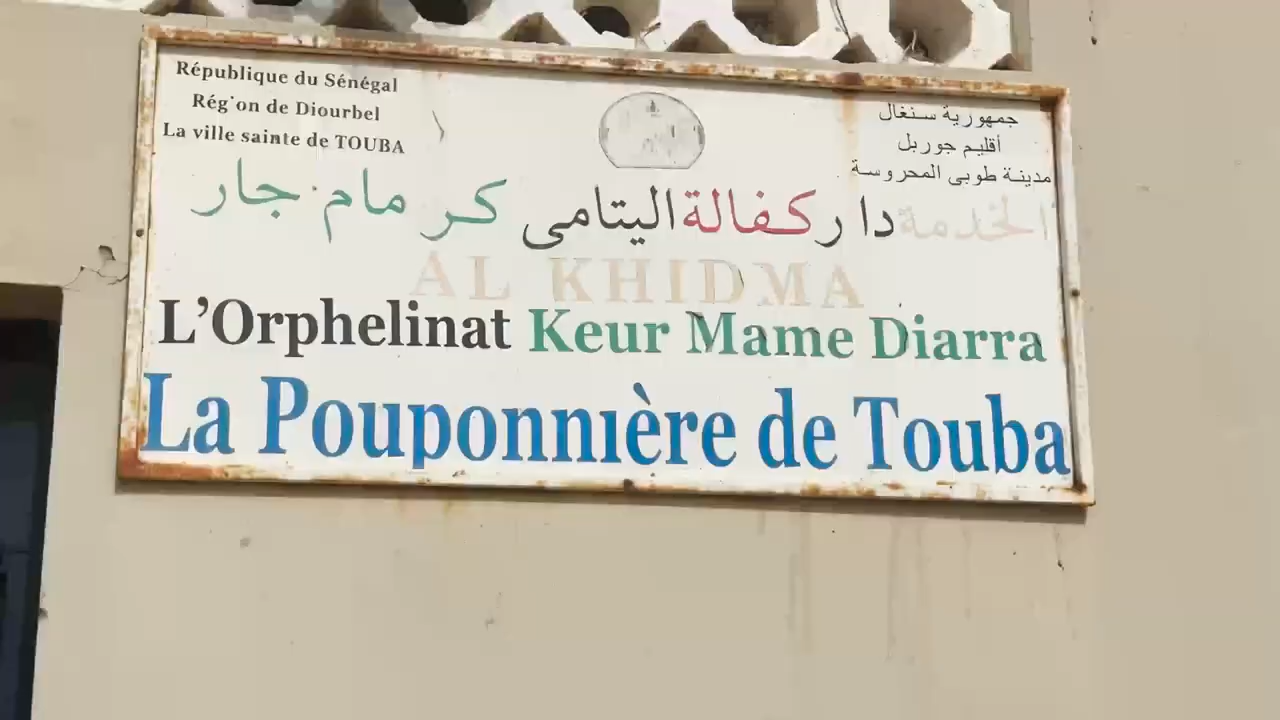 République du Sénégal
Rég'on de Diourbel
La ville sainte de TOUBA
جمهورية سنغال
أقليم جوربل
مدينة طوبى المحروسة
الخدمة دار كفالة اليتامى كر مام جار
AL KHIDMA
L'Orphelinat Keur Mame Diarra
La Pouponnière de Touba